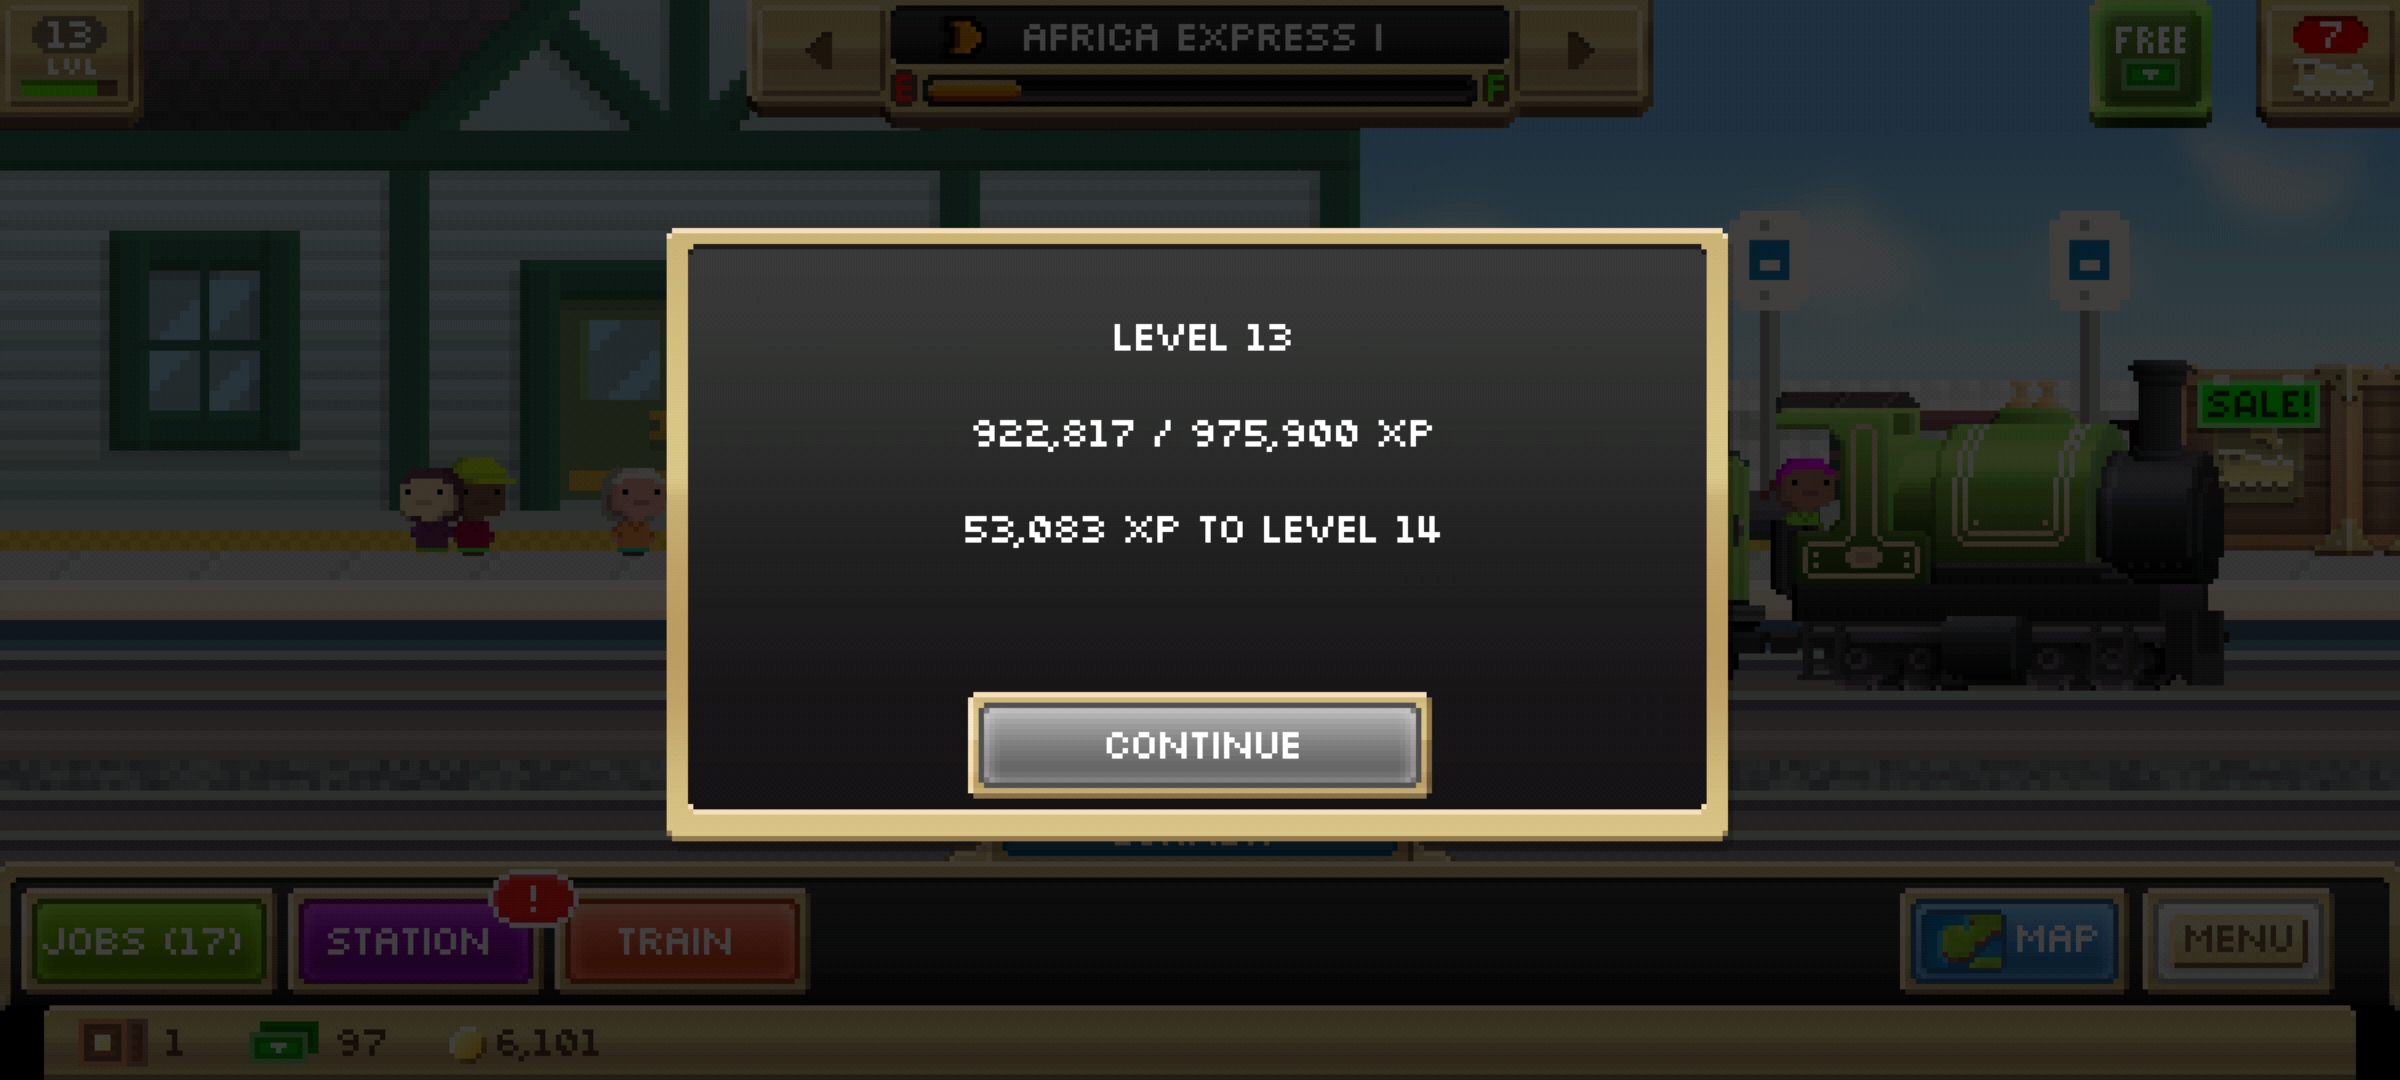 13
LVL
AFRICA EXPRESS 1
E
F
FREE
7
SALE!
LEVEL 13
922,817 / 975,900 XP
53,083 XP TO LEVEL 14
CONTINUE
JOBS (17)
STATION
!
TRAIN
MAP
MENU
1
97
6,101